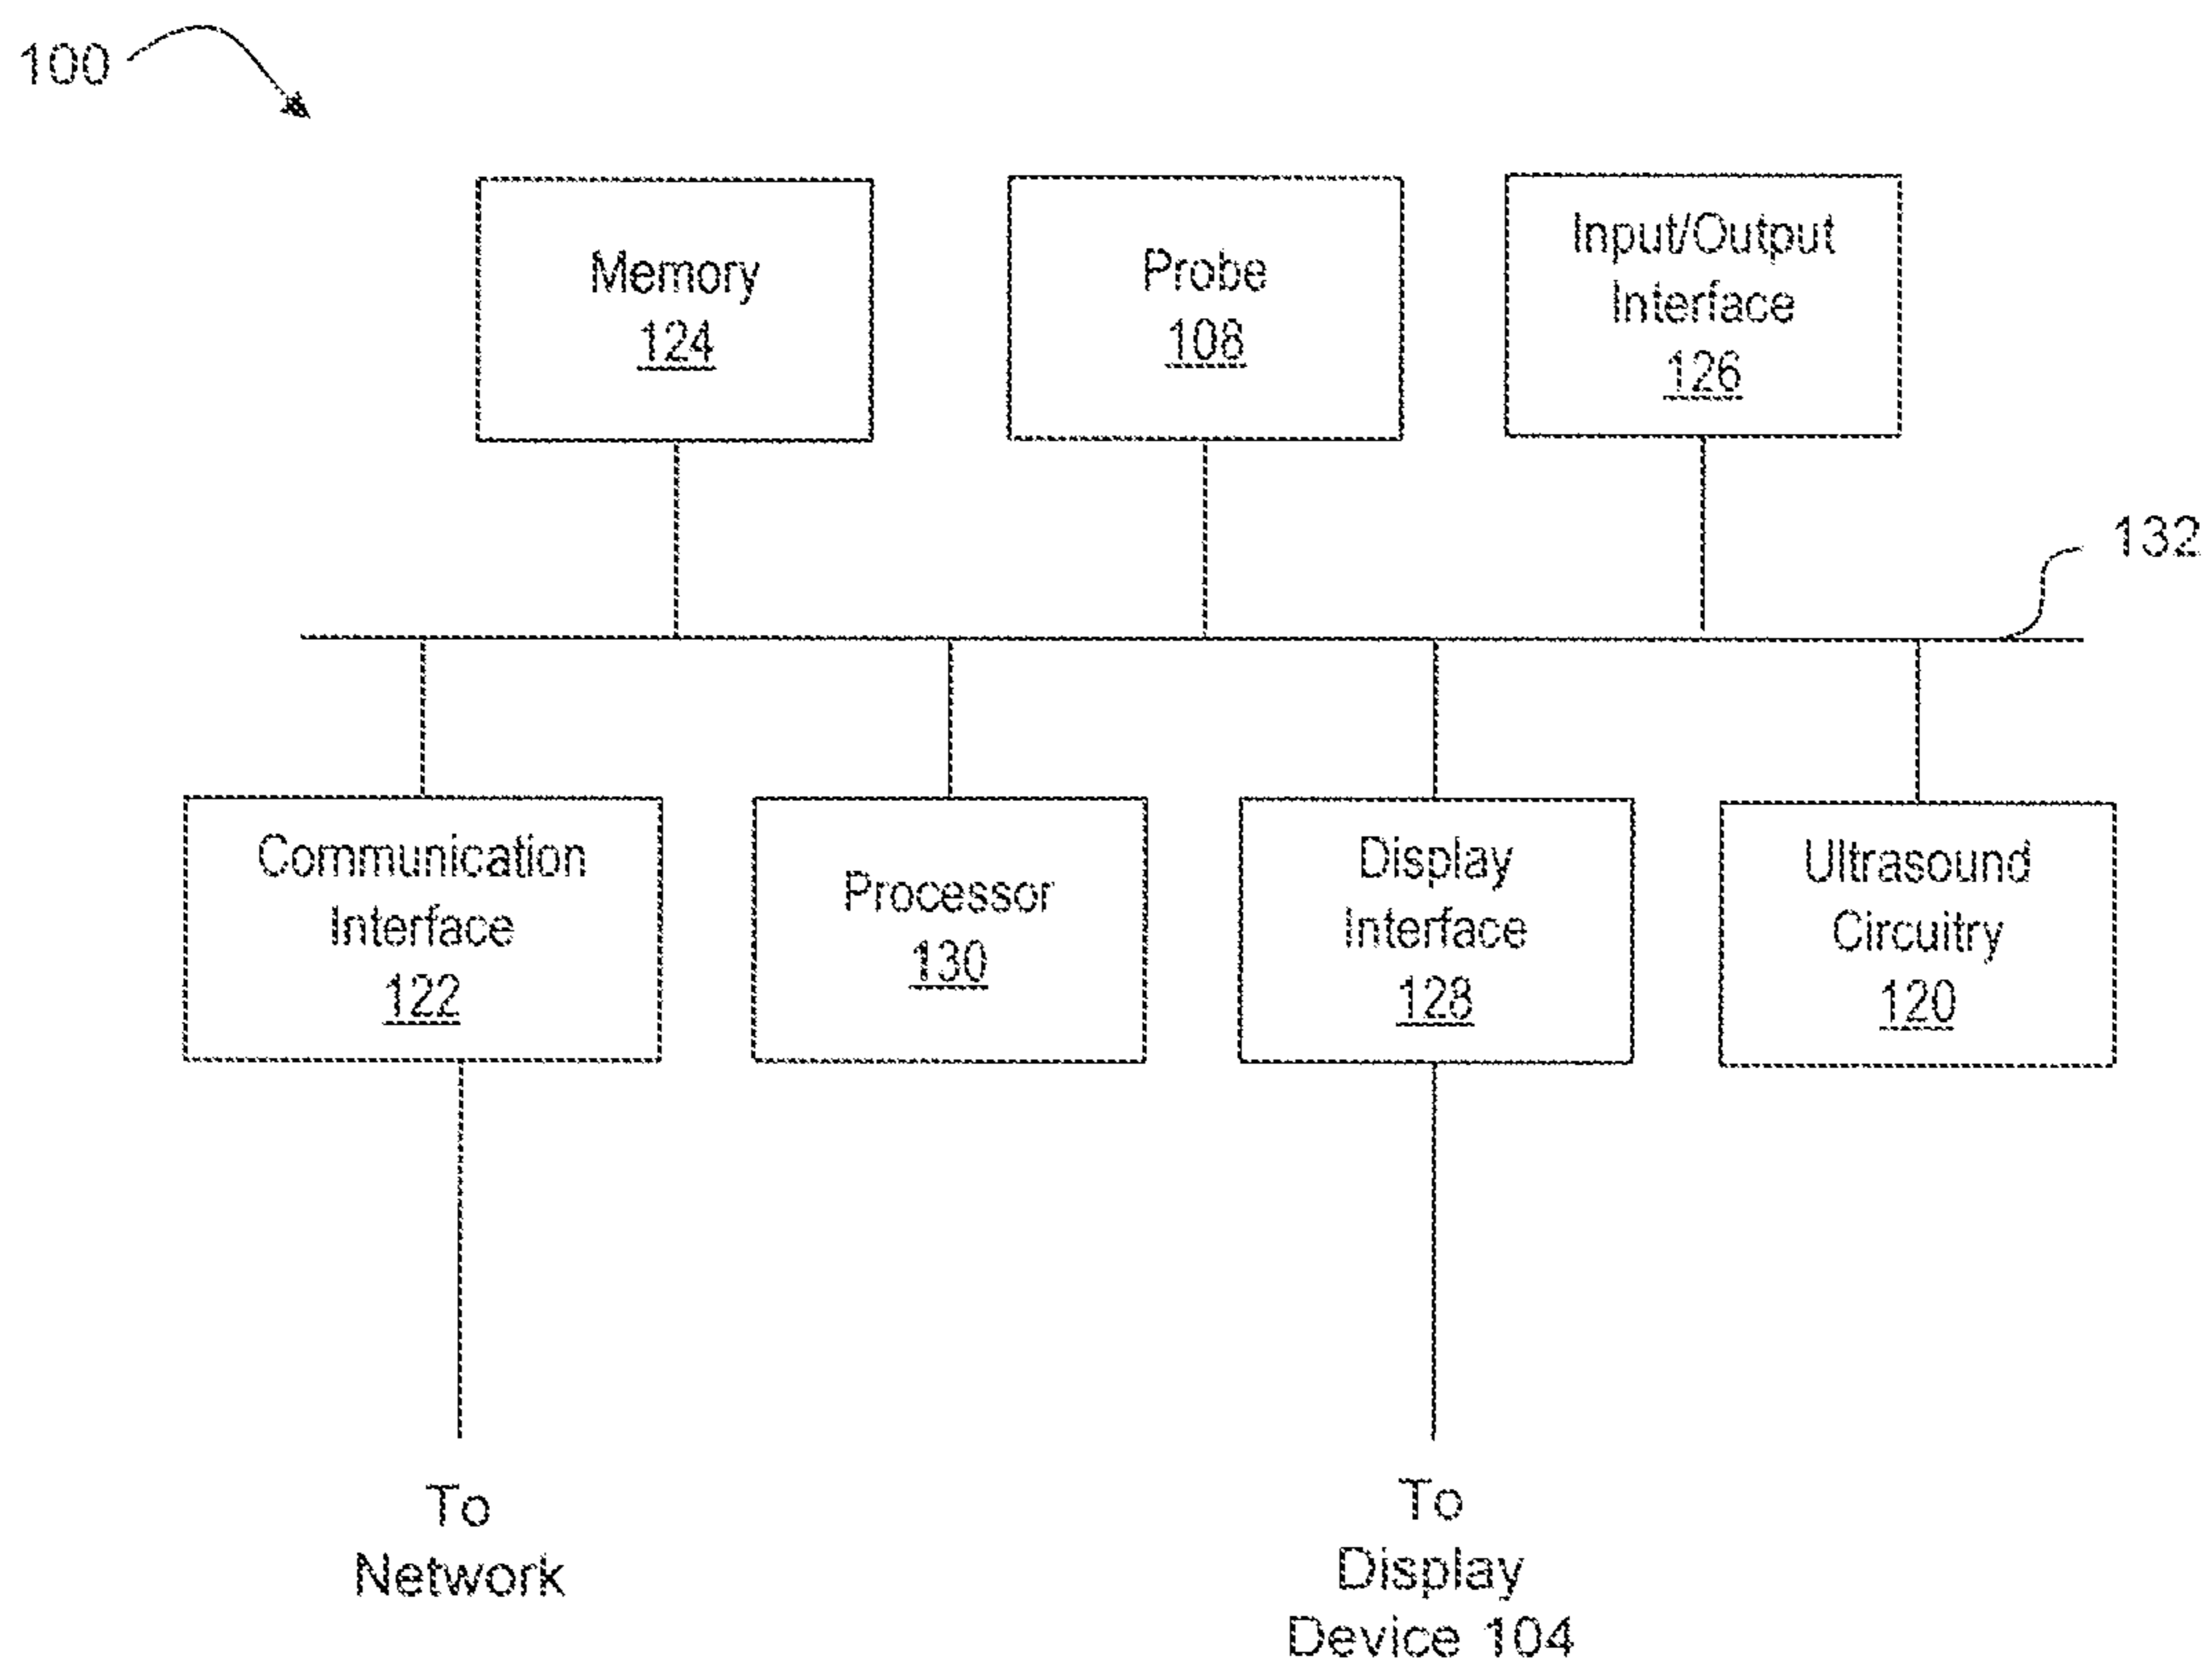 100
Memory
124
Probe
108
Input/Output
Interface
126
132
Communication
Interface
122
Processor
130
Display
Interface
128
Ultrasound
Circuitry
120
To
Network
To
Display
Device 104